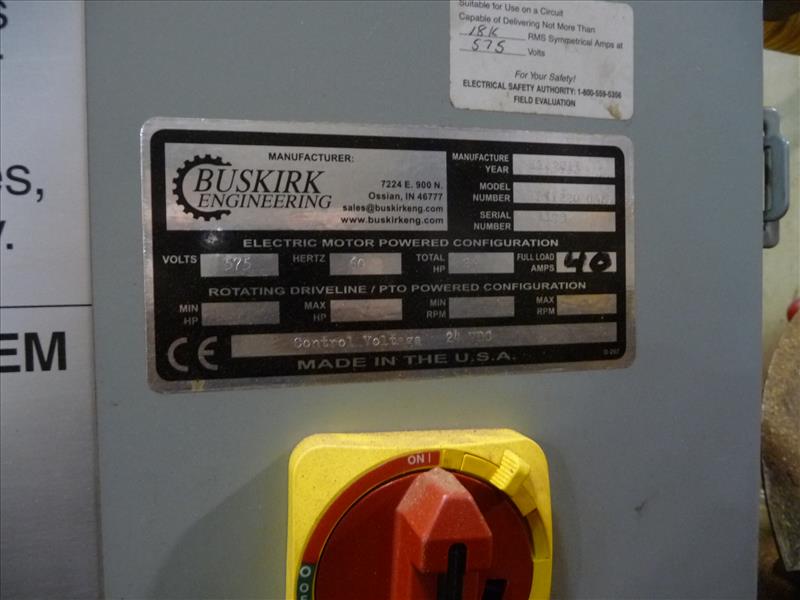 s
es,
y.
EM
Suitable for Use on a Circuit
Capable of Delivering Not More Than
18K RMS Symmetrical Amps at
575 Volts
For Your Safety!
ELECTRICAL SAFETY AUTHORITY: 1-800-559-5356
FIELD EVALUATION
MANUFACTURER:
BUSKIRK
ENGINEERING
7224 E. 900 N.
Ossian, IN 46777
sales@buskirkeng.com
www.buskirkeng.com
MANUFACTURE
YEAR
MODEL
NUMBER
SERIAL
NUMBER
ELECTRIC MOTOR POWERED CONFIGURATION
VOLTS 575 HERTZ 60 TOTAL HP FULL LOAD AMPS 40
ROTATING DRIVELINE / PTO POWERED CONFIGURATION
MIN HP MAX HP MIN RPM MAX RPM
CE Control Voltage 24 VDC
MADE IN THE U.S.A.
ON I